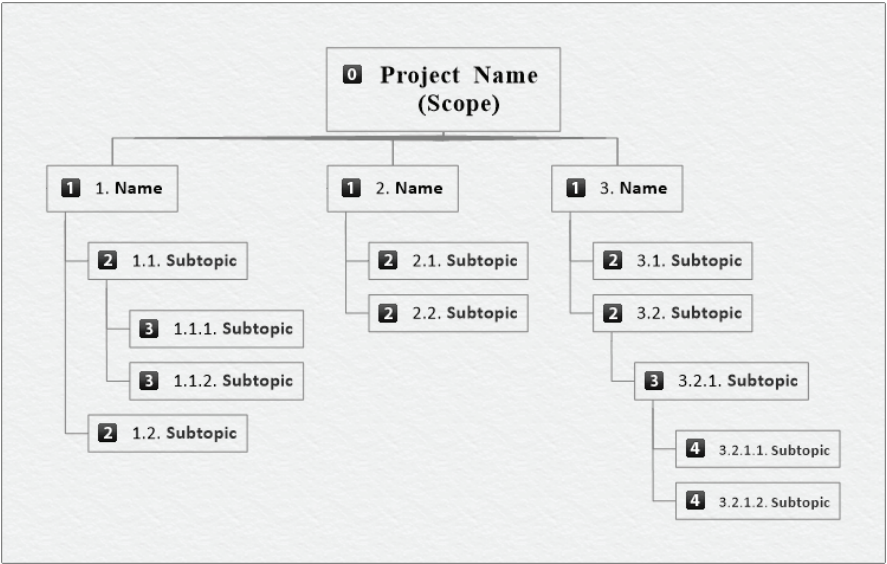 0 Project Name
(Scope)
1 1. Name
2 1.1. Subtopic
3 1.1.1. Subtopic
3 1.1.2. Subtopic
2 1.2. Subtopic
1 2. Name
2 2.1. Subtopic
2 2.2. Subtopic
1 3. Name
2 3.1. Subtopic
2 3.2. Subtopic
3 3.2.1. Subtopic
4 3.2.1.1. Subtopic
4 3.2.1.2. Subtopic